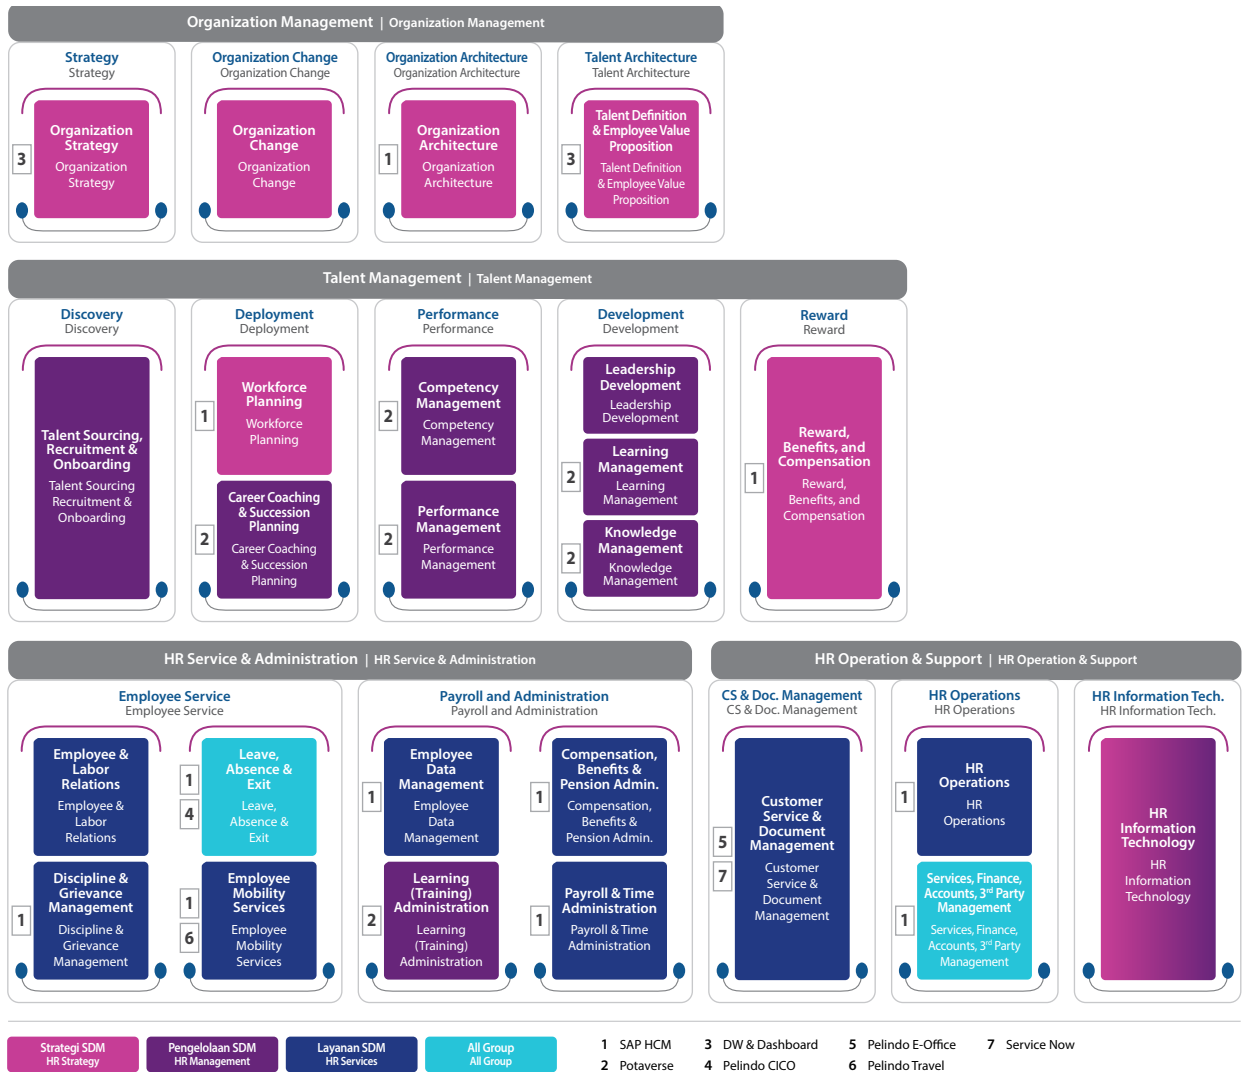 Organization Management | Organization Management
Strategy
Strategy
3
Organization
Strategy
Organization
Strategy
Organization Change
Organization Change
Organization
Change
Organization
Change
Organization Architecture
Organization Architecture
1
Organization
Architecture
Organization
Architecture
Talent Architecture
Talent Architecture
3
Talent Definition
& Employee Value
Proposition
Talent Definition
& Employee Value
Proposition
Talent Management | Talent Management
Discovery
Discovery
Talent Sourcing,
Recruitment &
Onboarding
Talent Sourcing
Recruitment &
Onboarding
Deployment
Deployment
1
Workforce
Planning
Workforce
Planning
2
Career Coaching
& Succession
Planning
Career Coaching
& Succession
Planning
Performance
Performance
2
Competency
Management
Competency
Management
2
Performance
Management
Performance
Management
Development
Development
Leadership
Development
Leadership
Development
2
Learning
Management
Learning
Management
2
Knowledge
Management
Knowledge
Management
Reward
Reward
1
Reward,
Benefits, and
Compensation
Reward,
Benefits, and
Compensation
HR Service & Administration | HR Service & Administration
Employee Service
Employee Service
Employee &
Labor
Relations
Employee &
Labor
Relations
1
4
Leave,
Absence &
Exit
Leave,
Absence &
Exit
1
Discipline &
Grievance
Management
Discipline &
Grievance
Management
1
6
Employee
Mobility
Services
Employee
Mobility
Services
Payroll and Administration
Payroll and Administration
1
Employee
Data
Management
Employee
Data
Management
1
Compensation,
Benefits &
Pension Admin.
Compensation,
Benefits &
Pension Admin.
2
Learning
(Training)
Administration
Learning
(Training)
Administration
1
Payroll & Time
Administration
Payroll & Time
Administration
HR Operation & Support | HR Operation & Support
CS & Doc. Management
CS & Doc. Management
5
7
Customer
Service &
Document
Management
Customer
Service &
Document
Management
HR Operations
HR Operations
1
HR
Operations
HR
Operations
1
Services, Finance,
Accounts, 3rd Party
Management
Services, Finance,
Accounts, 3rd Party
Management
HR Information Tech.
HR Information Tech.
HR
Information
Technology
HR
Information
Technology
Strategi SDM
HR Strategy
Pengelolaan SDM
HR Management
Layanan SDM
HR Services
All Group
All Group
1 SAP HCM
2 Potaverse
3 DW & Dashboard
4 Pelindo CICO
5 Pelindo E-Office
6 Pelindo Travel
7 Service Now